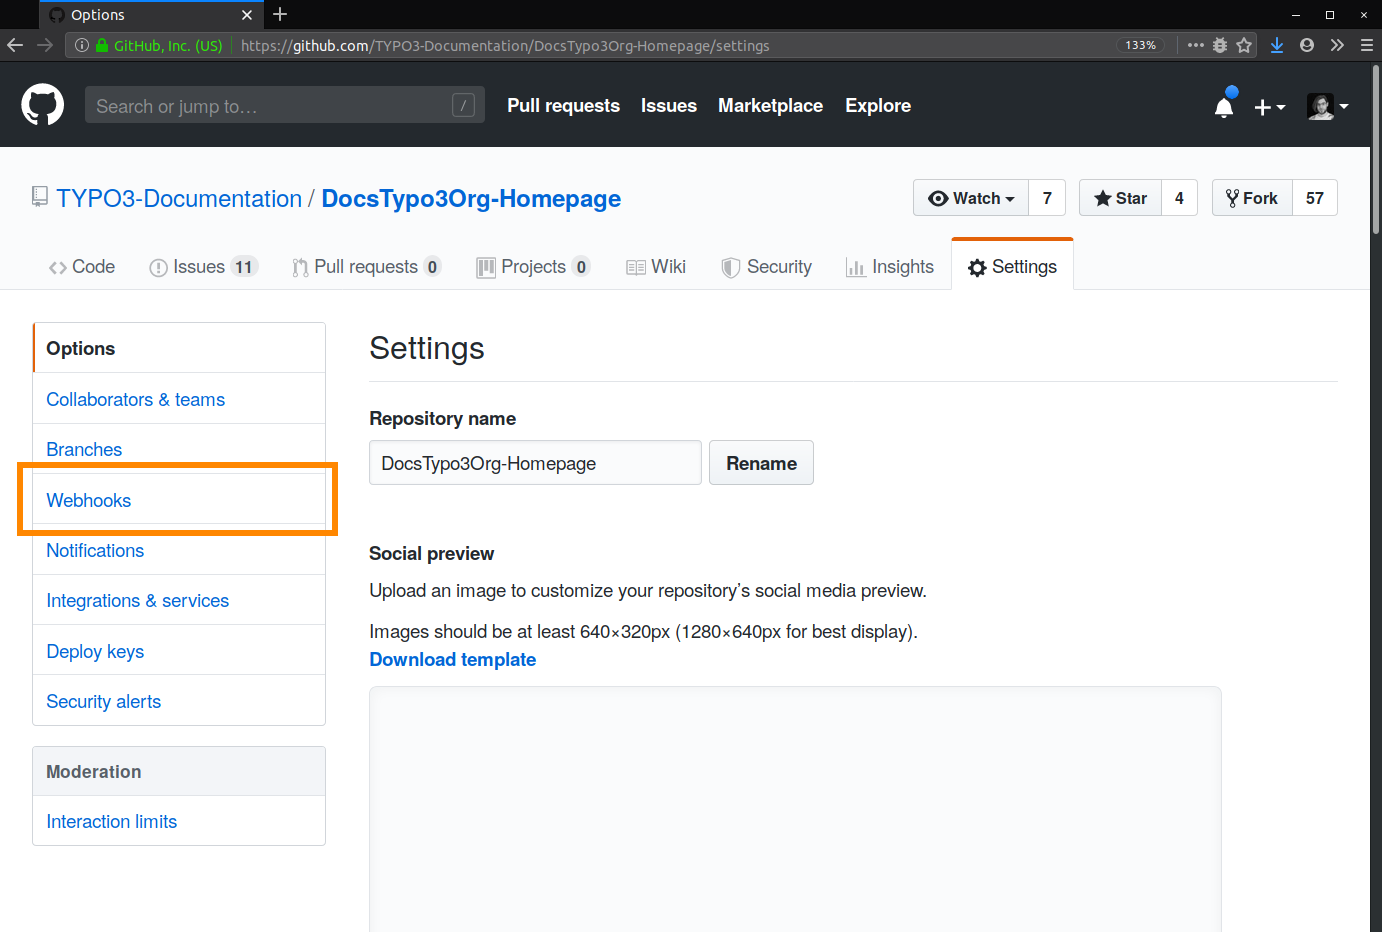 Options
GitHub, Inc. (US)
https://github.com/TYPO3-Documentation/DocsTypo3Org-Homepage/settings
133%
Search or jump to…
/
Pull requests
Issues
Marketplace
Explore
TYPO3-Documentation / DocsTypo3Org-Homepage
Watch
7
Star
4
Fork
57
Code
Issues 11
Pull requests 0
Projects 0
Wiki
Security
Insights
Settings
Options
Collaborators & teams
Branches
Webhooks
Notifications
Integrations & services
Deploy keys
Security alerts
Moderation
Interaction limits
Settings
Repository name
DocsTypo3Org-Homepage
Rename
Social preview
Upload an image to customize your repository’s social media preview.
Images should be at least 640×320px (1280×640px for best display).
Download template